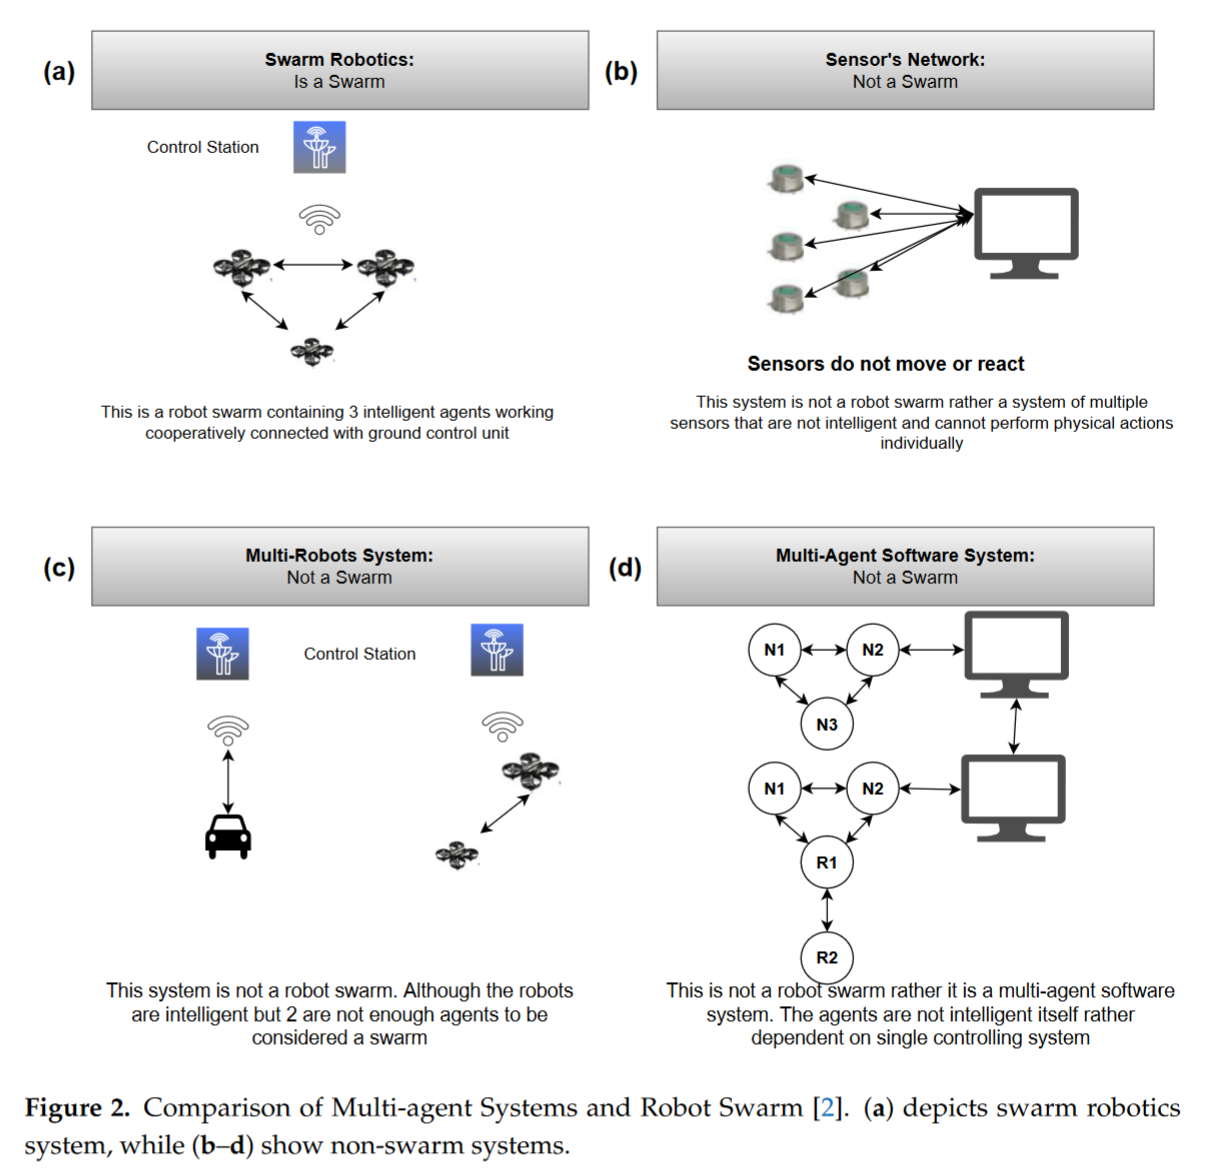 (a)
Swarm Robotics:
Is a Swarm
Control Station
This is a robot swarm containing 3 intelligent agents working
cooperatively connected with ground control unit
(b)
Sensor's Network:
Not a Swarm
Sensors do not move or react
This system is not a robot swarm rather a system of multiple
sensors that are not intelligent and cannot perform physical actions
individually
(c)
Multi-Robots System:
Not a Swarm
Control Station
This system is not a robot swarm. Although the robots
are intelligent but 2 are not enough agents to be
considered a swarm
(d)
Multi-Agent Software System:
Not a Swarm
N1
N2
N3
N1
N2
R1
R2
This is not a robot swarm rather it is a multi-agent software
system. The agents are not intelligent itself rather
dependent on single controlling system
Figure 2. Comparison of Multi-agent Systems and Robot Swarm [2]. (a) depicts swarm robotics
system, while (b–d) show non-swarm systems.